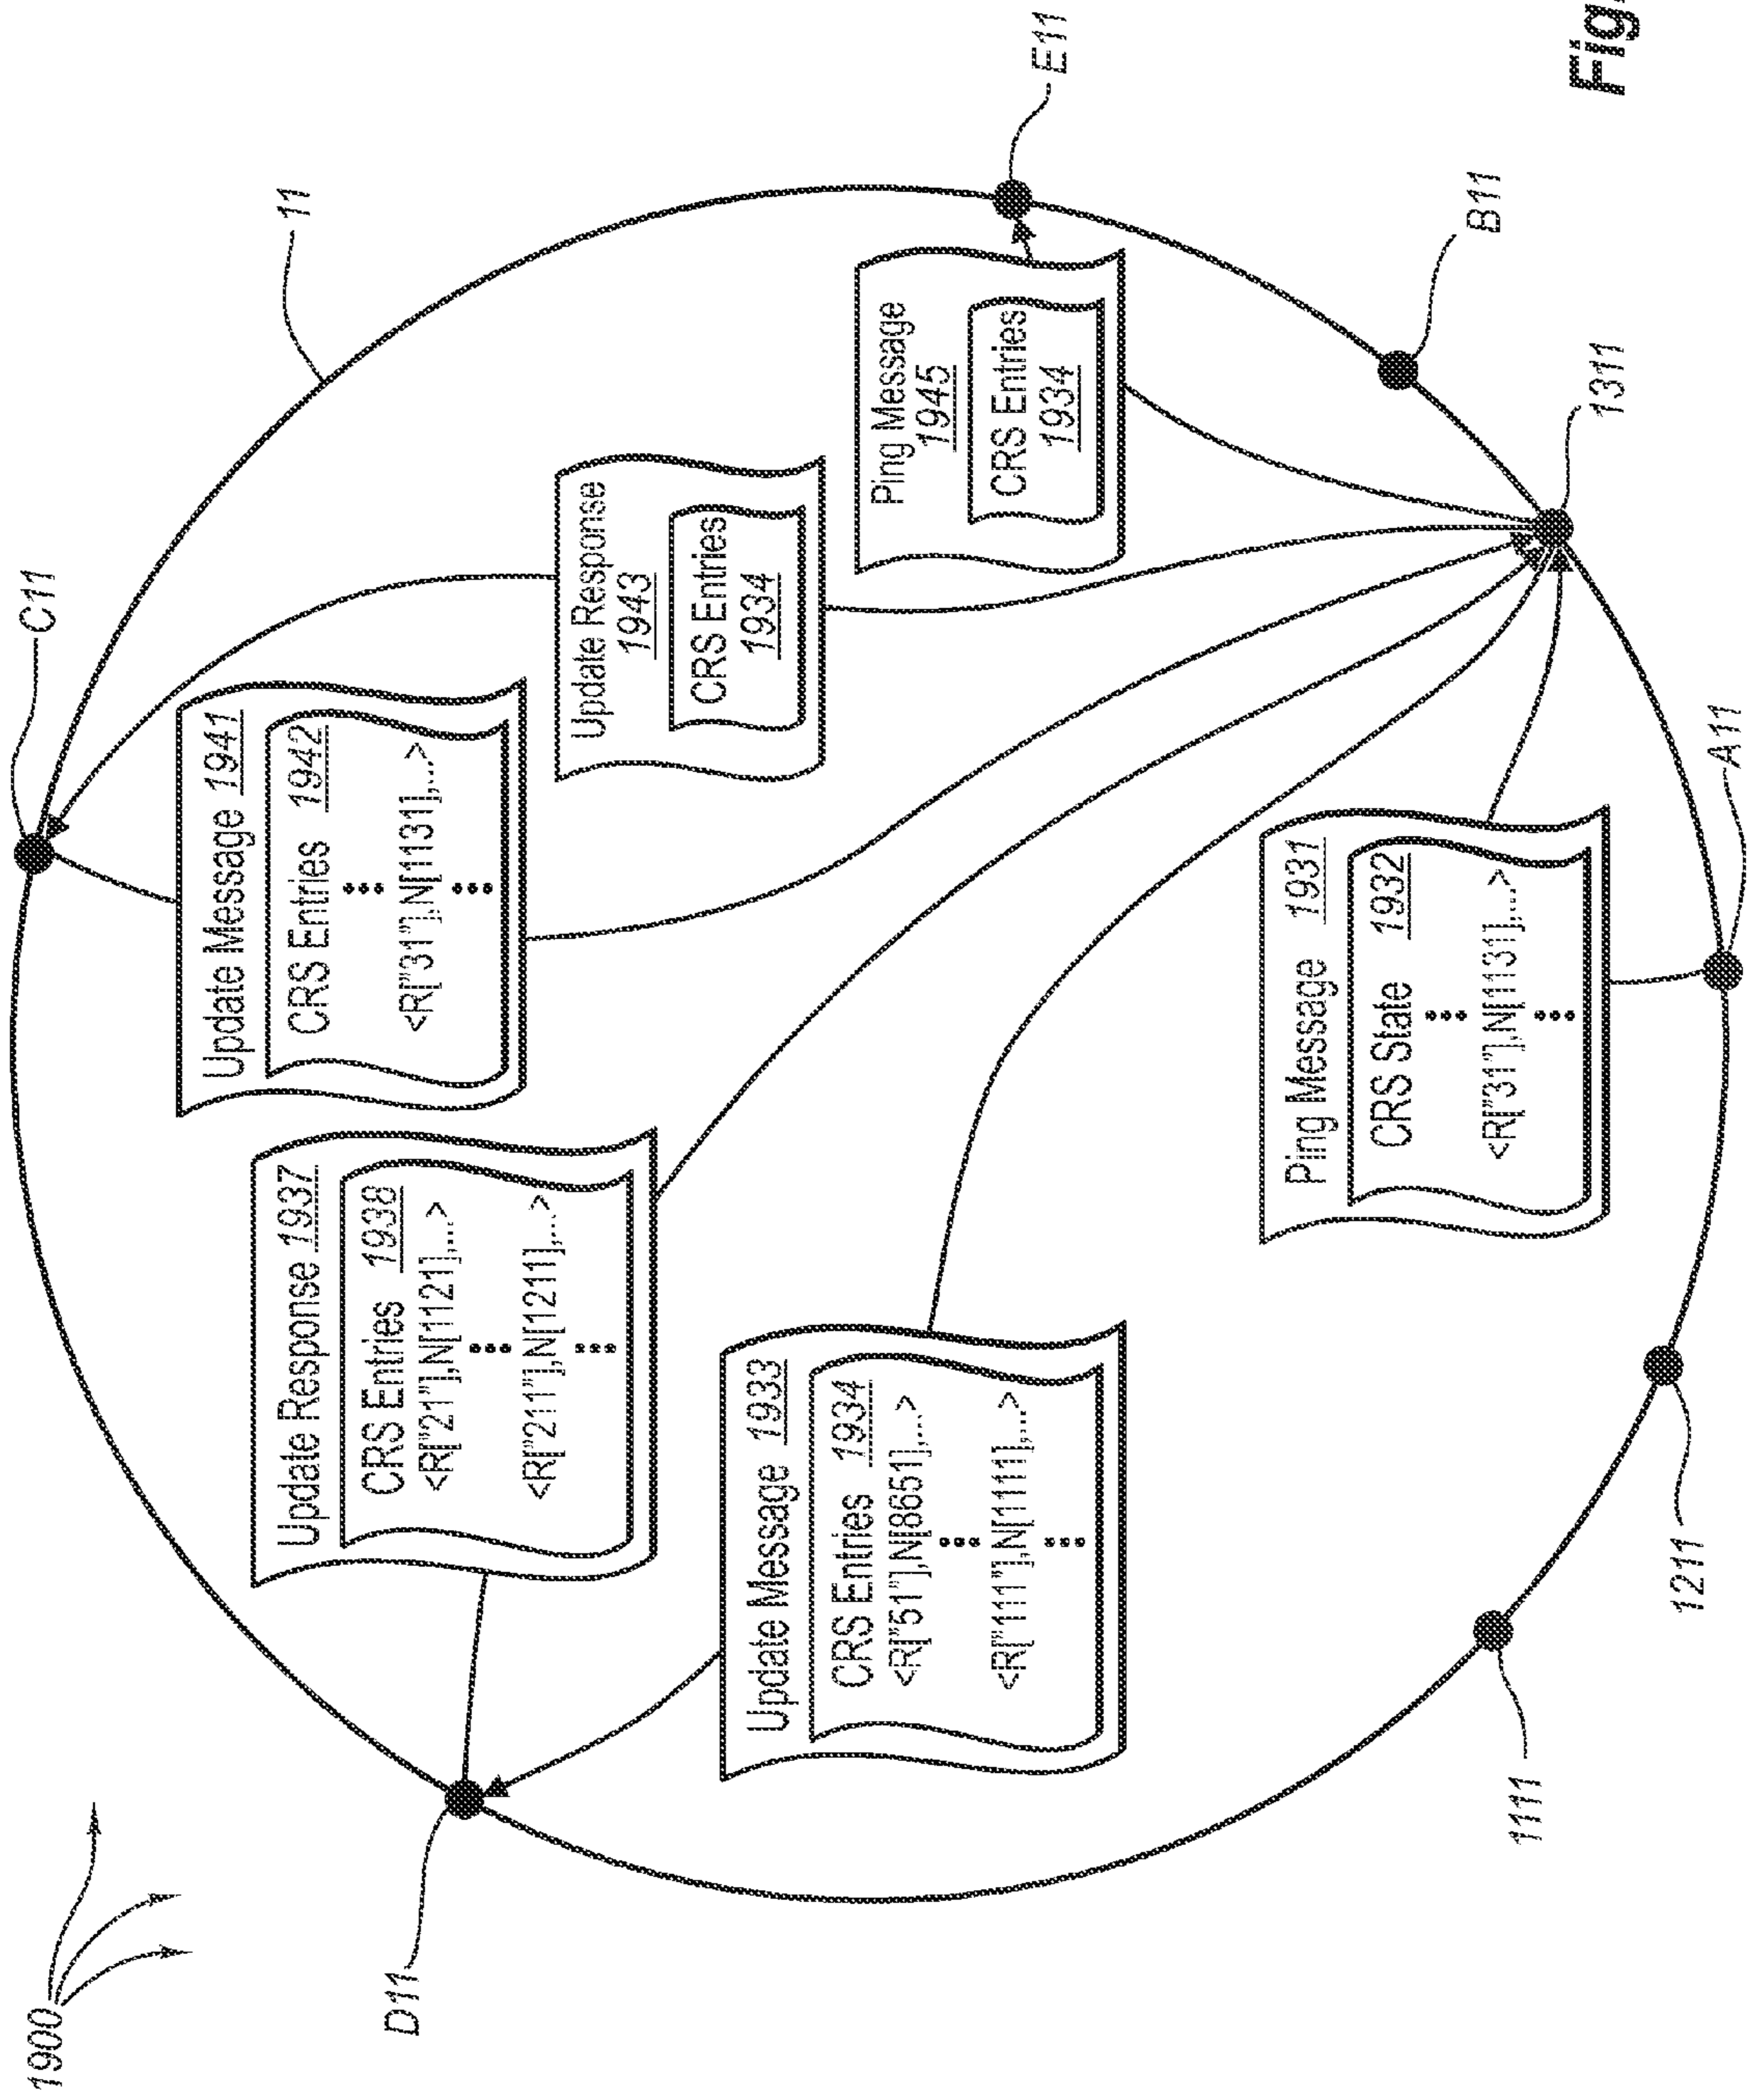 1900
C11
11
D11
E11
Update Message 1941
CRS Entries 1942
<R["31"],N[1131],...>
Update Response 1937
CRS Entries 1938
<R["21"],N[1121],...>
<R["211"],N[1211],...>
Update Response
1943
CRS Entries
1934
Update Message 1933
CRS Entries 1934
<R["51"],N[8651],...>
<R["111"],N[1111],...>
Ping Message
1945
CRS Entries
1934
Ping Message 1931
CRS State 1932
<R["31"],N[1131],...>
B11
1311
A11
1211
1111
Fig